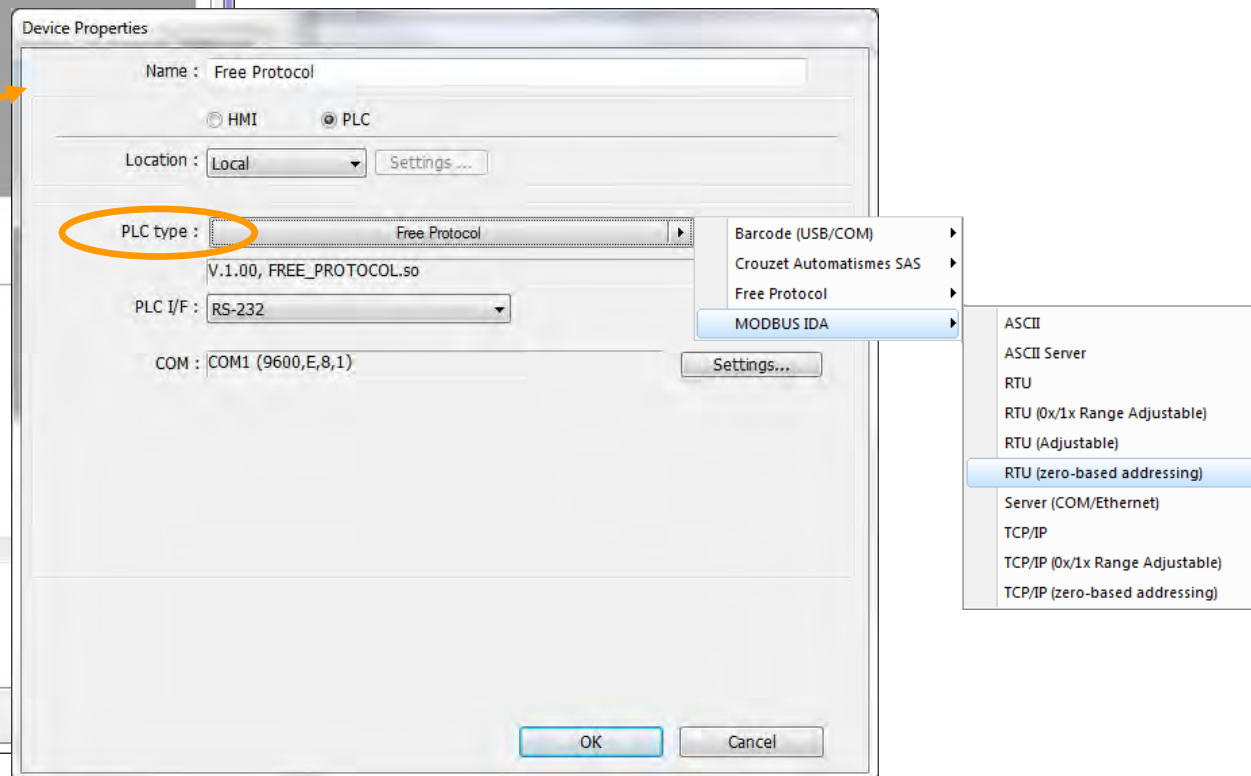 Device Properties
Name : Free Protocol
HMI PLC
Location : Local Settings ...
PLC type : Free Protocol
V.1.00, FREE_PROTOCOL.so
PLC I/F : RS-232
COM : COM1 (9600,E,8,1) Settings...
Barcode (USB/COM)
Crouzet Automatismes SAS
Free Protocol
MODBUS IDA
ASCII
ASCII Server
RTU
RTU (0x/1x Range Adjustable)
RTU (Adjustable)
RTU (zero-based addressing)
Server (COM/Ethernet)
TCP/IP
TCP/IP (0x/1x Range Adjustable)
TCP/IP (zero-based addressing)
OK Cancel